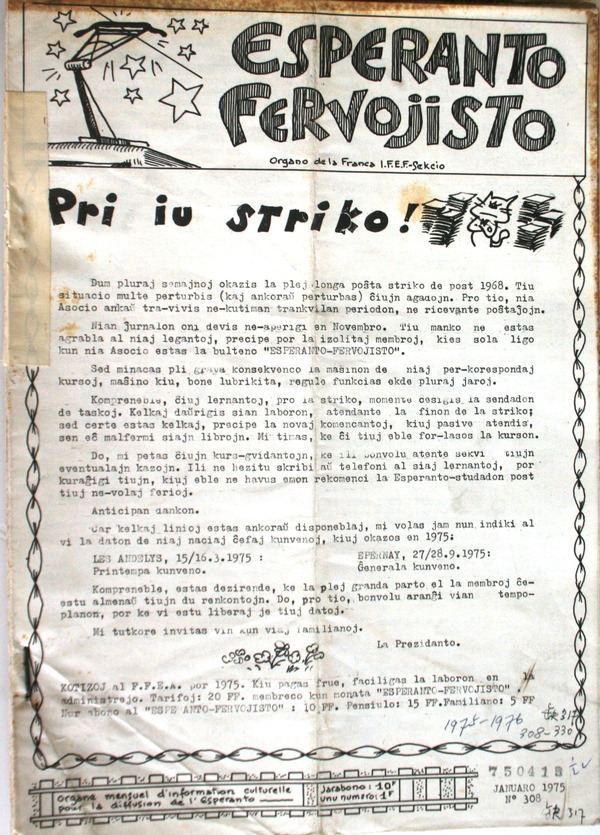 ESPERANTO
FERVOJISTO
Organo de la Franca I.F.E.F.-Sekcio
Pri iu striko!
Dum pluraj semajnoj okazis la plej longa poŝta striko de post 1968. Tiu
situacio multe perturbis (kaj ankoraŭ perturbas) ĉiujn agadojn. Pro tio, nia
Asocio ankaŭ tra-vivis ne-kutiman trankvilan periodon, ne ricevante poŝtaĵojn.
Nian ĵurnalon oni devis ne-aperigi en Novembro. Tiu manko ne estas
agrabla al niaj legantoj, precipe por la izolitaj membroj, kies sola ligo
kun nia Asocio estas la bulteno "ESPERANTO-FERVOJISTO".
Sed minacas pli grava konsekvenco la maŝinon de niaj per-korespondaj
kursoj, maŝino kiu, bone lubrikita, regule funkcias ekde pluraj jaroj.
Kompreneble, ĉiuj lernantoj, pro la striko, momente ĉesigis la sendadon
de taskoj. Kelkaj daŭrigis sian laboron, atendante la finon de la striko;
sed certe estas kelkaj, precipe la novaj komencantoj, kiuj pasive atendis,
sen eĉ malfermi siajn librojn. Mi timas, ke ĉi tiuj eble for-lasos la kurson.
Do, mi petas ĉiujn kurs-gvidantojn, ke ili bonvolu atente sekvi tiujn
eventualajn kazojn. Ili ne hezitu skribi aŭ telefoni al siaj lernantoj, por
kuraĝigi tiujn, kiuj eble ne havus emon rekomenci la Esperanto-studadon post
tiuj ne-volaj ferioj.
Anticipan dankon.
Ĉar kelkaj linioj estas ankoraŭ disponeblaj, mi volas jam nun indiki al
vi la daton de niaj naciaj ĉefaj kunvenoj, kiuj okazos en 1975:
LES ANDELYS, 15/16.3.1975 :
Printempa kunveno.
EPERNAY, 27/28.9.1975:
Ĝenerala kunveno.
Kompreneble, estas dezirende, ke la plej granda parto el la membroj ĉe-
estu almenaŭ tiujn du renkontojn. Do, pro tio, bonvolu aranĝi vian tempo-
planon, por ke vi estu liberaj je tiuj datoj.
Mi tutkore invitas vin kun viaj familianoj.
La Prezidanto.
KOTIZOJ al F.F.E.A. por 1975. Kiu pagas frue, faciligas la laboron en la
administrejo. Tarifoj: 20 FF. membreco kun monata "ESPERANTO-FERVOJISTO"
Nur abono al "ESPE ANTO-FERVOJISTO" : 10 FF. Pensiulo: 15 FF.Familiano: 5 FF
1975-1976
308-330
317
Organe mensuel d'information culturelle
pour la diffusion de l'Esperanto
Jarabono: 10F
unu numero: 1F
750413
JANUARO 1975
N° 308
317